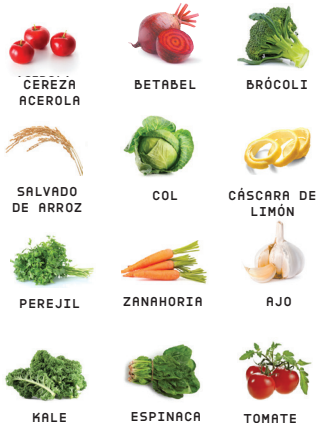 CEREZA
ACEROLA
BETABEL
BRÓCOLI
SALVADO
DE ARROZ
COL
CÁSCARA DE
LIMÓN
PEREJIL
ZANAHORIA
AJO
KALE
ESPINACA
TOMATE